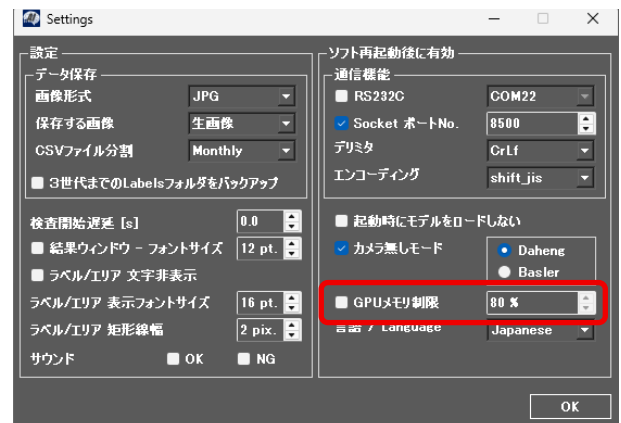 Settings
設定
データ保存
画像形式 JPG
保存する画像 生画像
CSVファイル分割 Monthly
3世代までのLabelsフォルダをバックアップ
検査開始遅延 [s] 0.0
結果ウィンドウ - フォントサイズ 12 pt.
ラベル/エリア 文字非表示
ラベル/エリア 表示フォントサイズ 16 pt.
ラベル/エリア 矩形線幅 2 pix.
サウンド OK NG
ソフト再起動後に有効
通信機能
RS232C COM22
Socket ポートNo. 8500
デリミタ CrLf
エンコーディング shift_jis
起動時にモデルをロードしない
カメラ無しモード Daheng
Basler
GPUメモリ制限 80 %
言語 / Language Japanese
OK